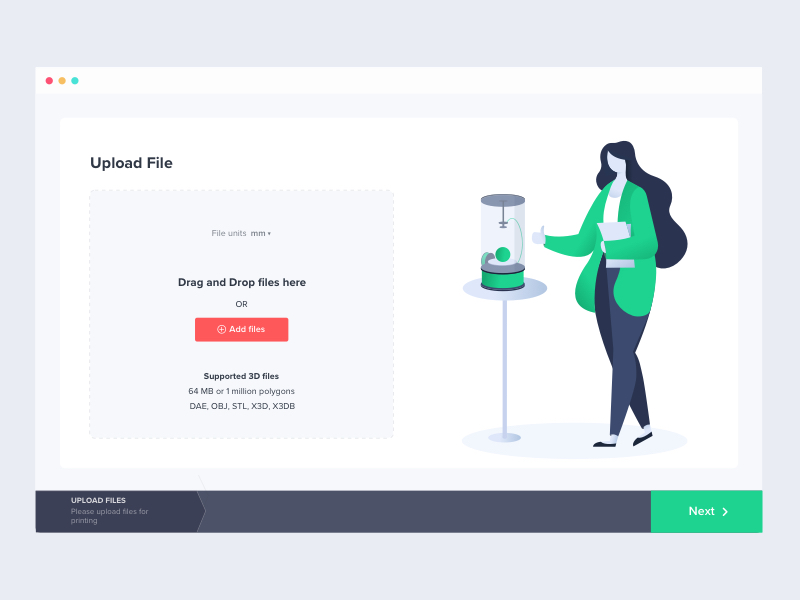 Upload File
File units mm
Drag and Drop files here
OR
Add files
Supported 3D files
64 MB or 1 million polygons
DAE, OBJ, STL, X3D, X3DB
UPLOAD FILES
Please upload files for
printing
Next